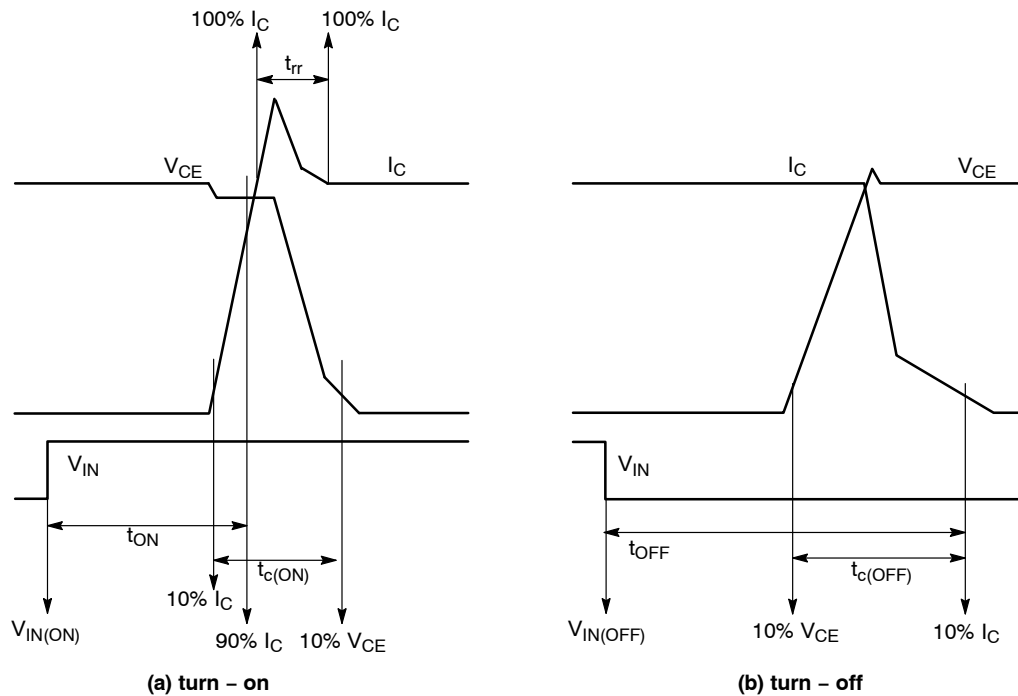 100% I_C 100% I_C
t_rr
V_CE I_C
V_IN
t_ON
t_c(ON)
10% I_C
V_IN(ON)
90% I_C 10% V_CE
(a) turn – on
I_C V_CE
V_IN
t_OFF
t_c(OFF)
V_IN(OFF) 10% V_CE 10% I_C
(b) turn – off